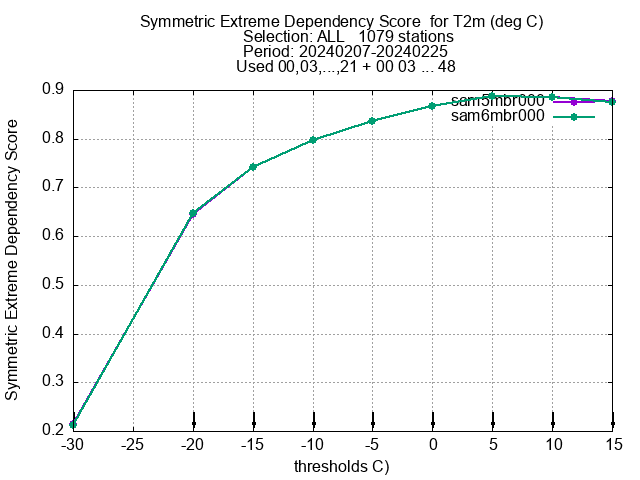 Symmetric Extreme Dependency Score  for T2m (deg C)
Selection: ALL   1079 stations
Period: 20240207-20240225
Used 00,03,...,21 + 00 03 ... 48
sam5mbr000
sam6mbr000
Symmetric Extreme Dependency Score
0.9
0.8
0.7
0.6
0.5
0.4
0.3
0.2
-30 -25 -20 -15 -10 -5 0 5 10 15
thresholds C)